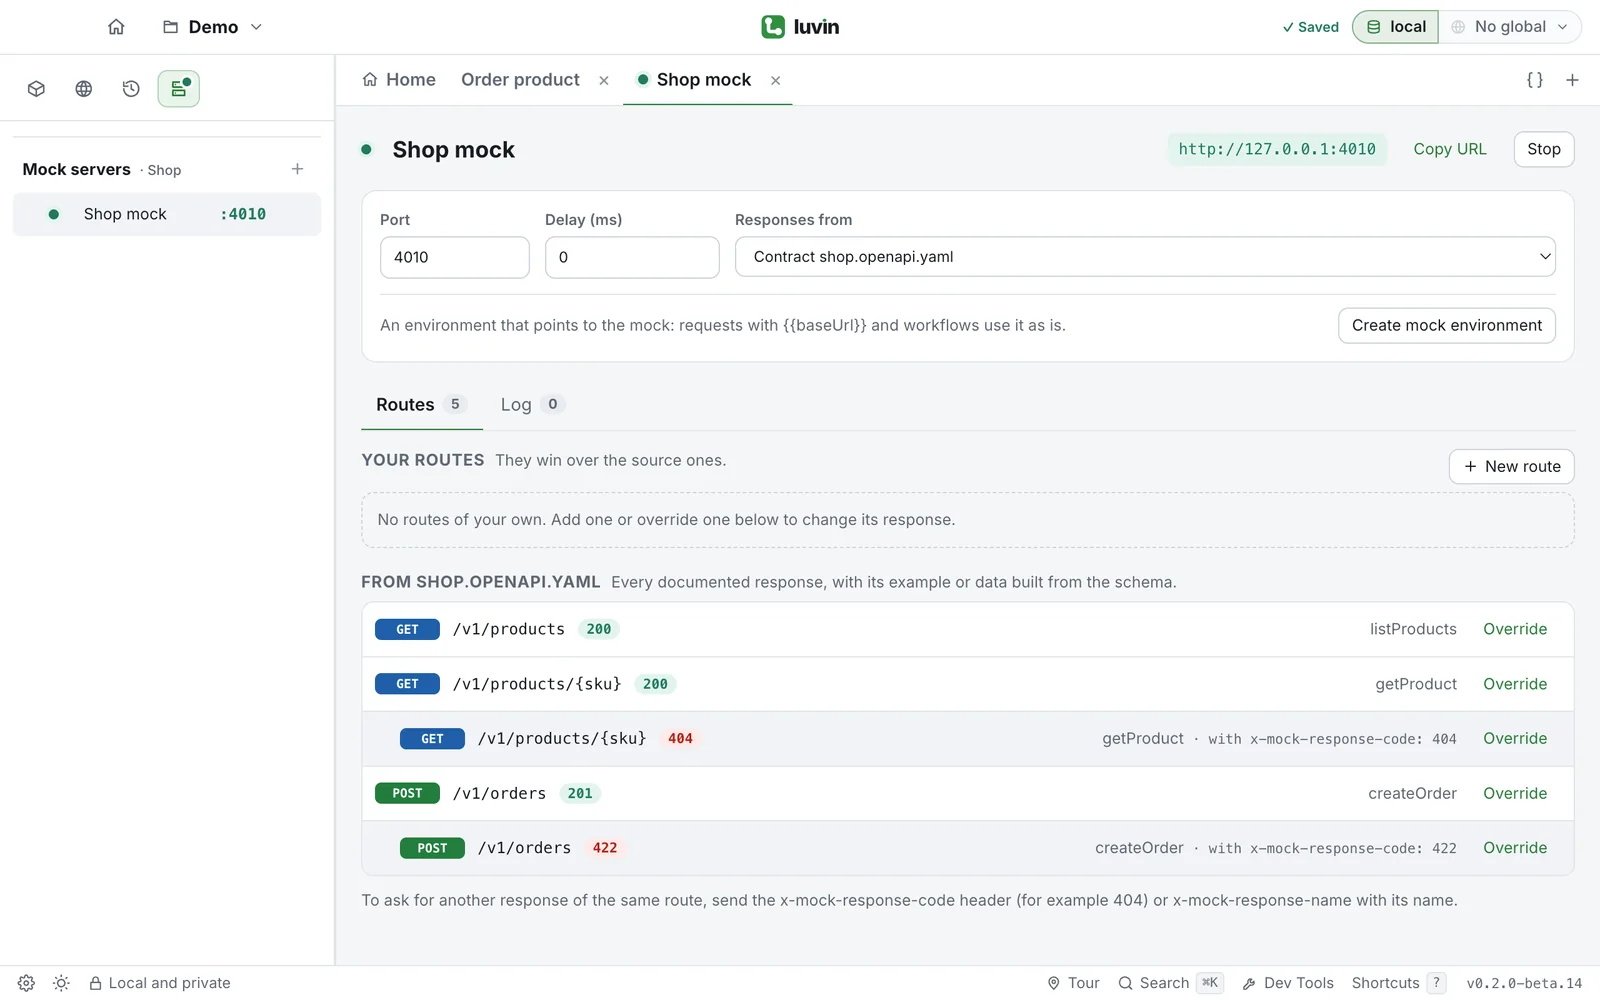 Demo
luvin
Saved
local
No global
Home
Order product
Shop mock
Mock servers · Shop
Shop mock :4010
Shop mock
http://127.0.0.1:4010
Copy URL
Stop
Port
Delay (ms)
Responses from
4010
0
Contract shop.openapi.yaml
An environment that points to the mock: requests with {{baseUrl}} and workflows use it as is.
Create mock environment
Routes 5
Log 0
YOUR ROUTES They win over the source ones.
+ New route
No routes of your own. Add one or override one below to change its response.
FROM SHOP.OPENAPI.YAML Every documented response, with its example or data built from the schema.
GET /v1/products 200 listProducts Override
GET /v1/products/{sku} 200 getProduct Override
GET /v1/products/{sku} 404 getProduct · with x-mock-response-code: 404 Override
POST /v1/orders 201 createOrder Override
POST /v1/orders 422 createOrder · with x-mock-response-code: 422 Override
To ask for another response of the same route, send the x-mock-response-code header (for example 404) or x-mock-response-name with its name.
Local and private
Tour
Search ⌘K
Dev Tools
Shortcuts ?
v0.2.0-beta.14